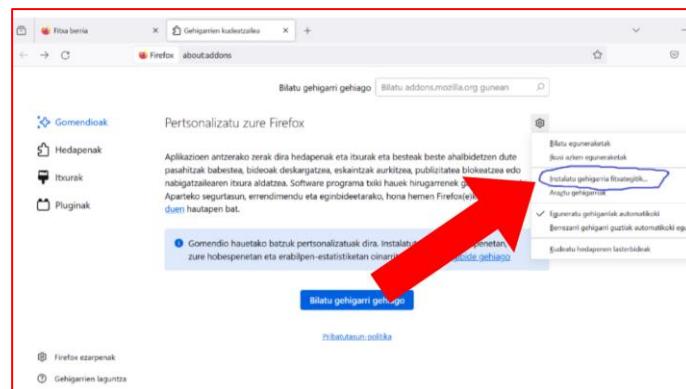 Fitxa berria
Gehigarrien kudeatzailea
Firefox about:addons
Bilatu gehigarri gehiago
Bilatu addons.mozilla.org gunean
Gomendioak
Hedapenak
Itxurak
Pluginak
Pertsonalizatu zure Firefox
Aplikazioen antzerako zerak dira hedapenak eta itxurak eta besteak beste ahalbidetzen dute
pasahitzak babestea, bideoak deskargatzea, eskaintzak aurkitzea, publizitatea blokeatzea edo
nabigatzailearen itxura aldatzea. Software programa txiki hauek hirugarrenek
Aparteko segurtasun, errendimendu eta eginbideetarako, hona hemen Firefox(e)k
duen hautapen bat.
Gomendio hauetako batzuk pertsonalizatuak dira.
zure hobespenetan eta erabilpen-estatistiketan
gehiago
Bilatu gehigarri
Pribatutasun-politika
Bilatu eguneraketak
Ikusi azken eguneraketak
Instalatu gehigarria fitxategitik...
Araztu gehigarriak
Eguneratu gehigarriak automatikoki
Berrezarri gehigarri guztiak automatikoki
Kudeatu hedapenen lasterbideak
Firefox ezarpenak
Gehigarrien laguntza